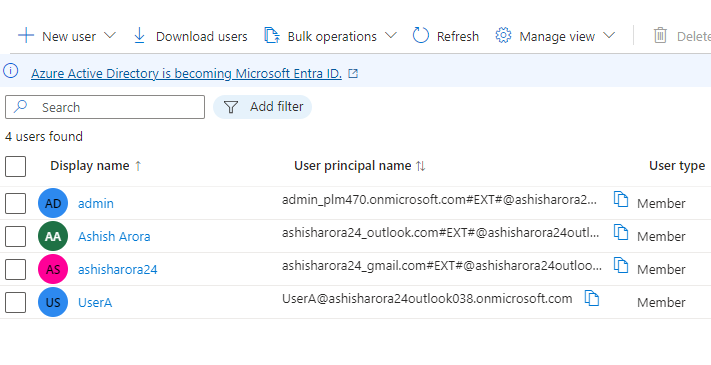 New user Download users Bulk operations Refresh Manage view Delete
Azure Active Directory is becoming Microsoft Entra ID.
Search Add filter
4 users found
Display name ↑ User principal name ↑↓ User type
AD admin admin_plm470.onmicrosoft.com#EXT#@ashisharora2... Member
AA Ashish Arora ashisharora24_outlook.com#EXT#@ashisharora24outl... Member
AS ashisharora24 ashisharora24_gmail.com#EXT#@ashisharora24outloo... Member
US UserA UserA@ashisharora24outlook038.onmicrosoft.com Member